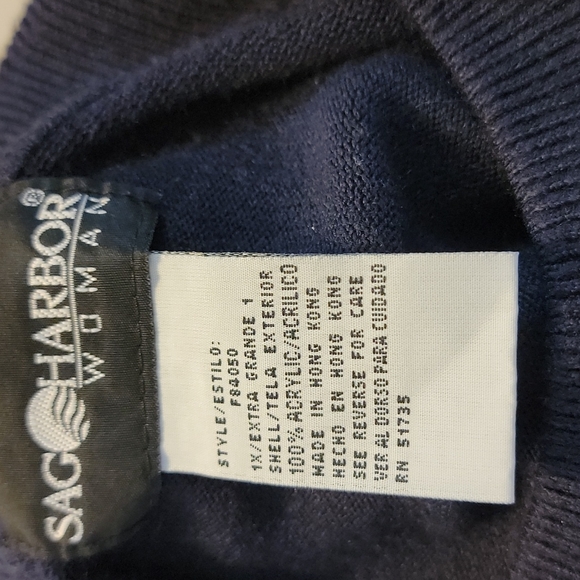 SAG HARBOR®
WOMAN
STYLE/ESTILO:
F84050
1X/EXTRA GRANDE 1
SHELL/TELA EXTERIOR
100% ACRYLIC/ACRILICO
MADE IN HONG KONG
HECHO EN HONG KONG
SEE REVERSE FOR CARE
VER AL DORSO PARA CUIDADO
RN 51735